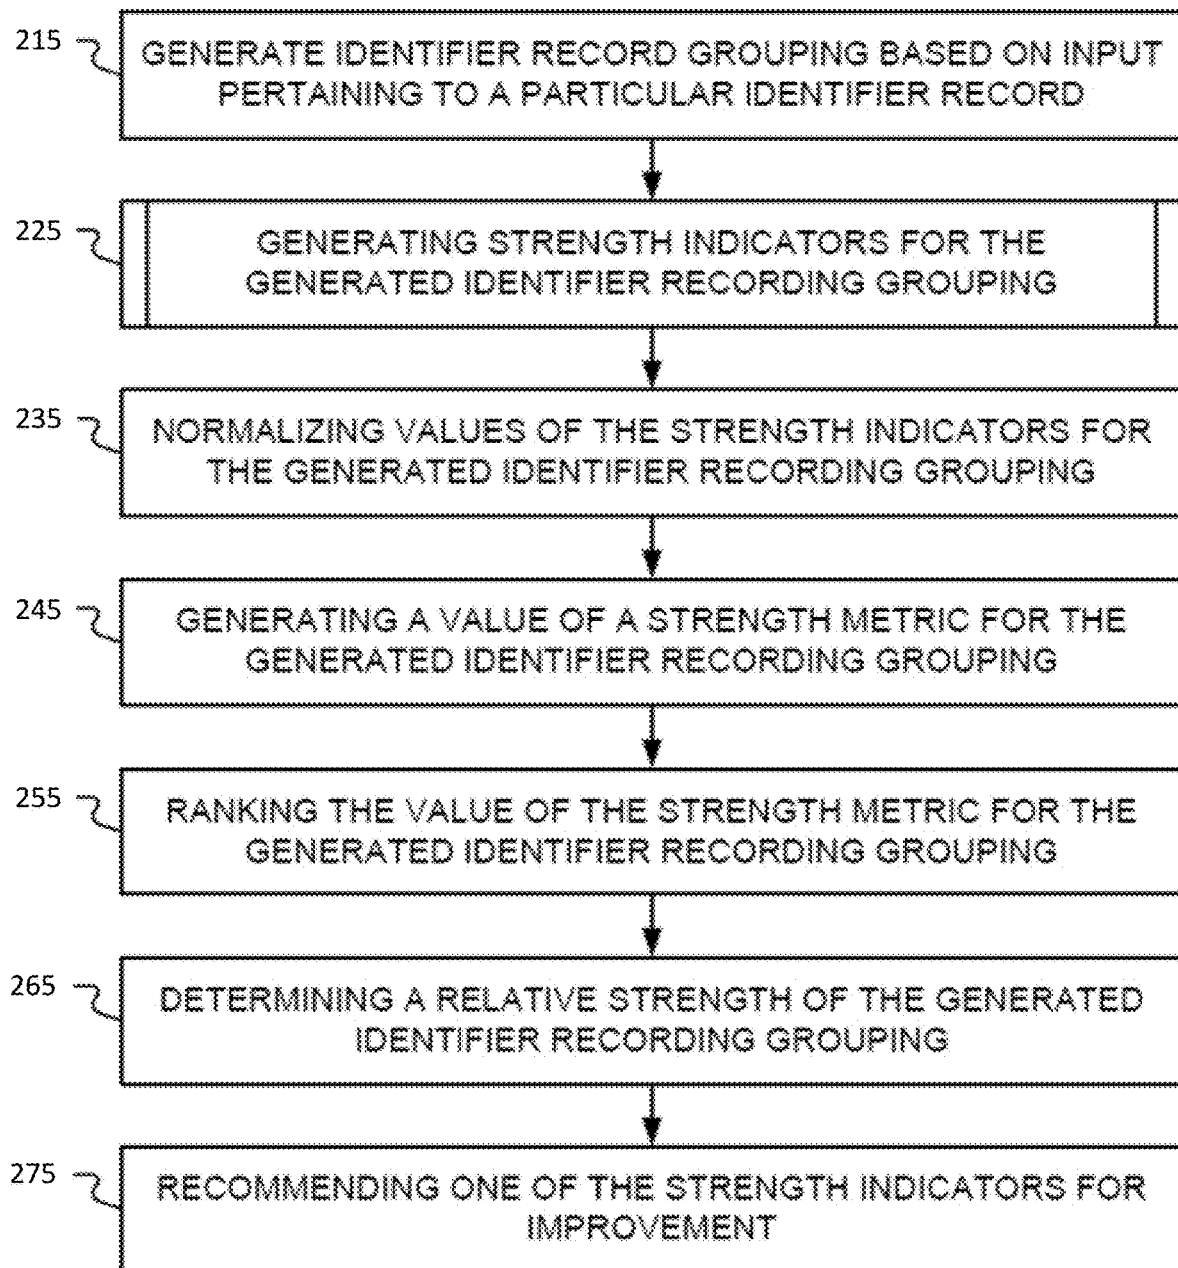 215
GENERATE IDENTIFIER RECORD GROUPING BASED ON INPUT
PERTAINING TO A PARTICULAR IDENTIFIER RECORD
225
GENERATING STRENGTH INDICATORS FOR THE
GENERATED IDENTIFIER RECORDING GROUPING
235
NORMALIZING VALUES OF THE STRENGTH INDICATORS FOR
THE GENERATED IDENTIFIER RECORDING GROUPING
245
GENERATING A VALUE OF A STRENGTH METRIC FOR THE
GENERATED IDENTIFIER RECORDING GROUPING
255
RANKING THE VALUE OF THE STRENGTH METRIC FOR THE
GENERATED IDENTIFIER RECORDING GROUPING
265
DETERMINING A RELATIVE STRENGTH OF THE GENERATED
IDENTIFIER RECORDING GROUPING
275
RECOMMENDING ONE OF THE STRENGTH INDICATORS FOR
IMPROVEMENT